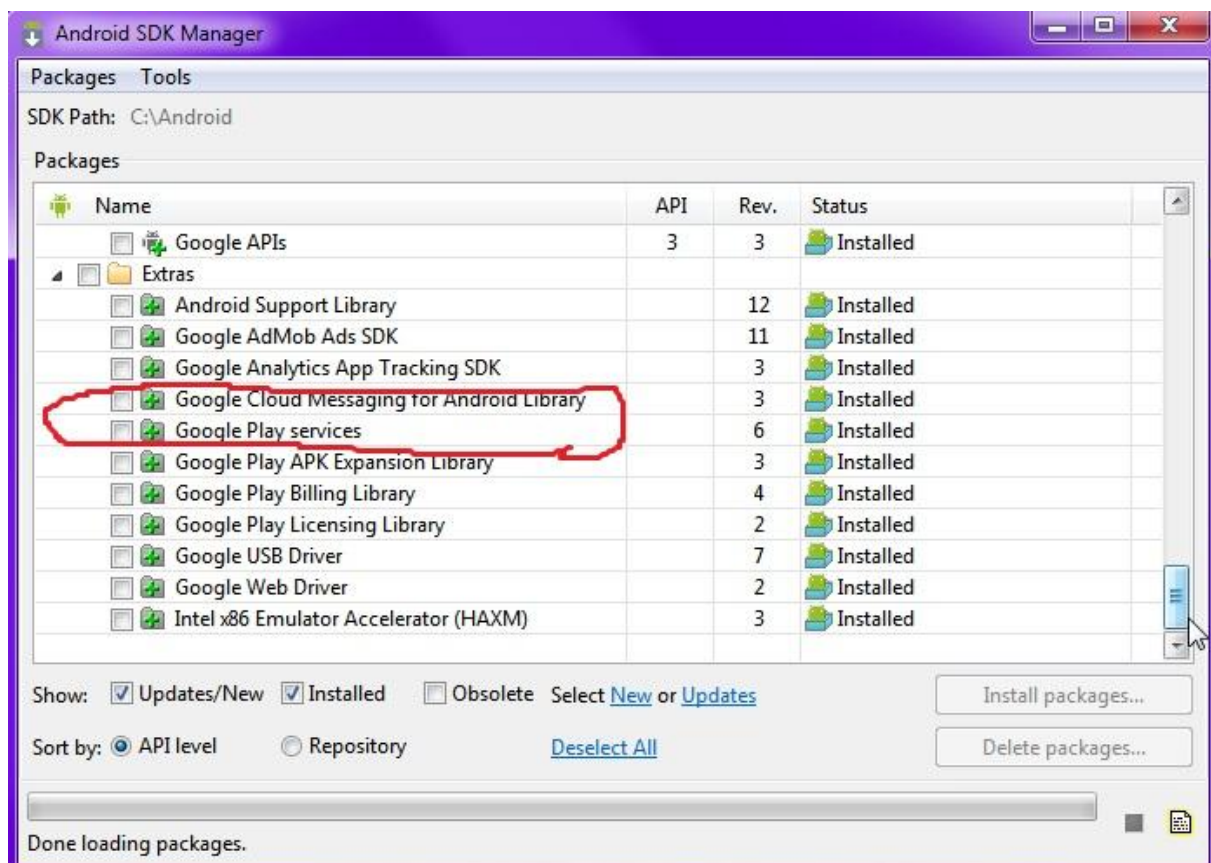 Android SDK Manager
Packages Tools
SDK Path: C:\Android
Packages
Name API Rev. Status
Google APIs 3 3 Installed
Extras
Android Support Library 12 Installed
Google AdMob Ads SDK 11 Installed
Google Analytics App Tracking SDK 3 Installed
Google Cloud Messaging for Android Library 3 Installed
Google Play services 6 Installed
Google Play APK Expansion Library 3 Installed
Google Play Billing Library 4 Installed
Google Play Licensing Library 2 Installed
Google USB Driver 7 Installed
Google Web Driver 2 Installed
Intel x86 Emulator Accelerator (HAXM) 3 Installed
Show: Updates/New Installed Obsolete Select New or Updates Install packages...
Sort by: API level Repository Deselect All Delete packages...
Done loading packages.